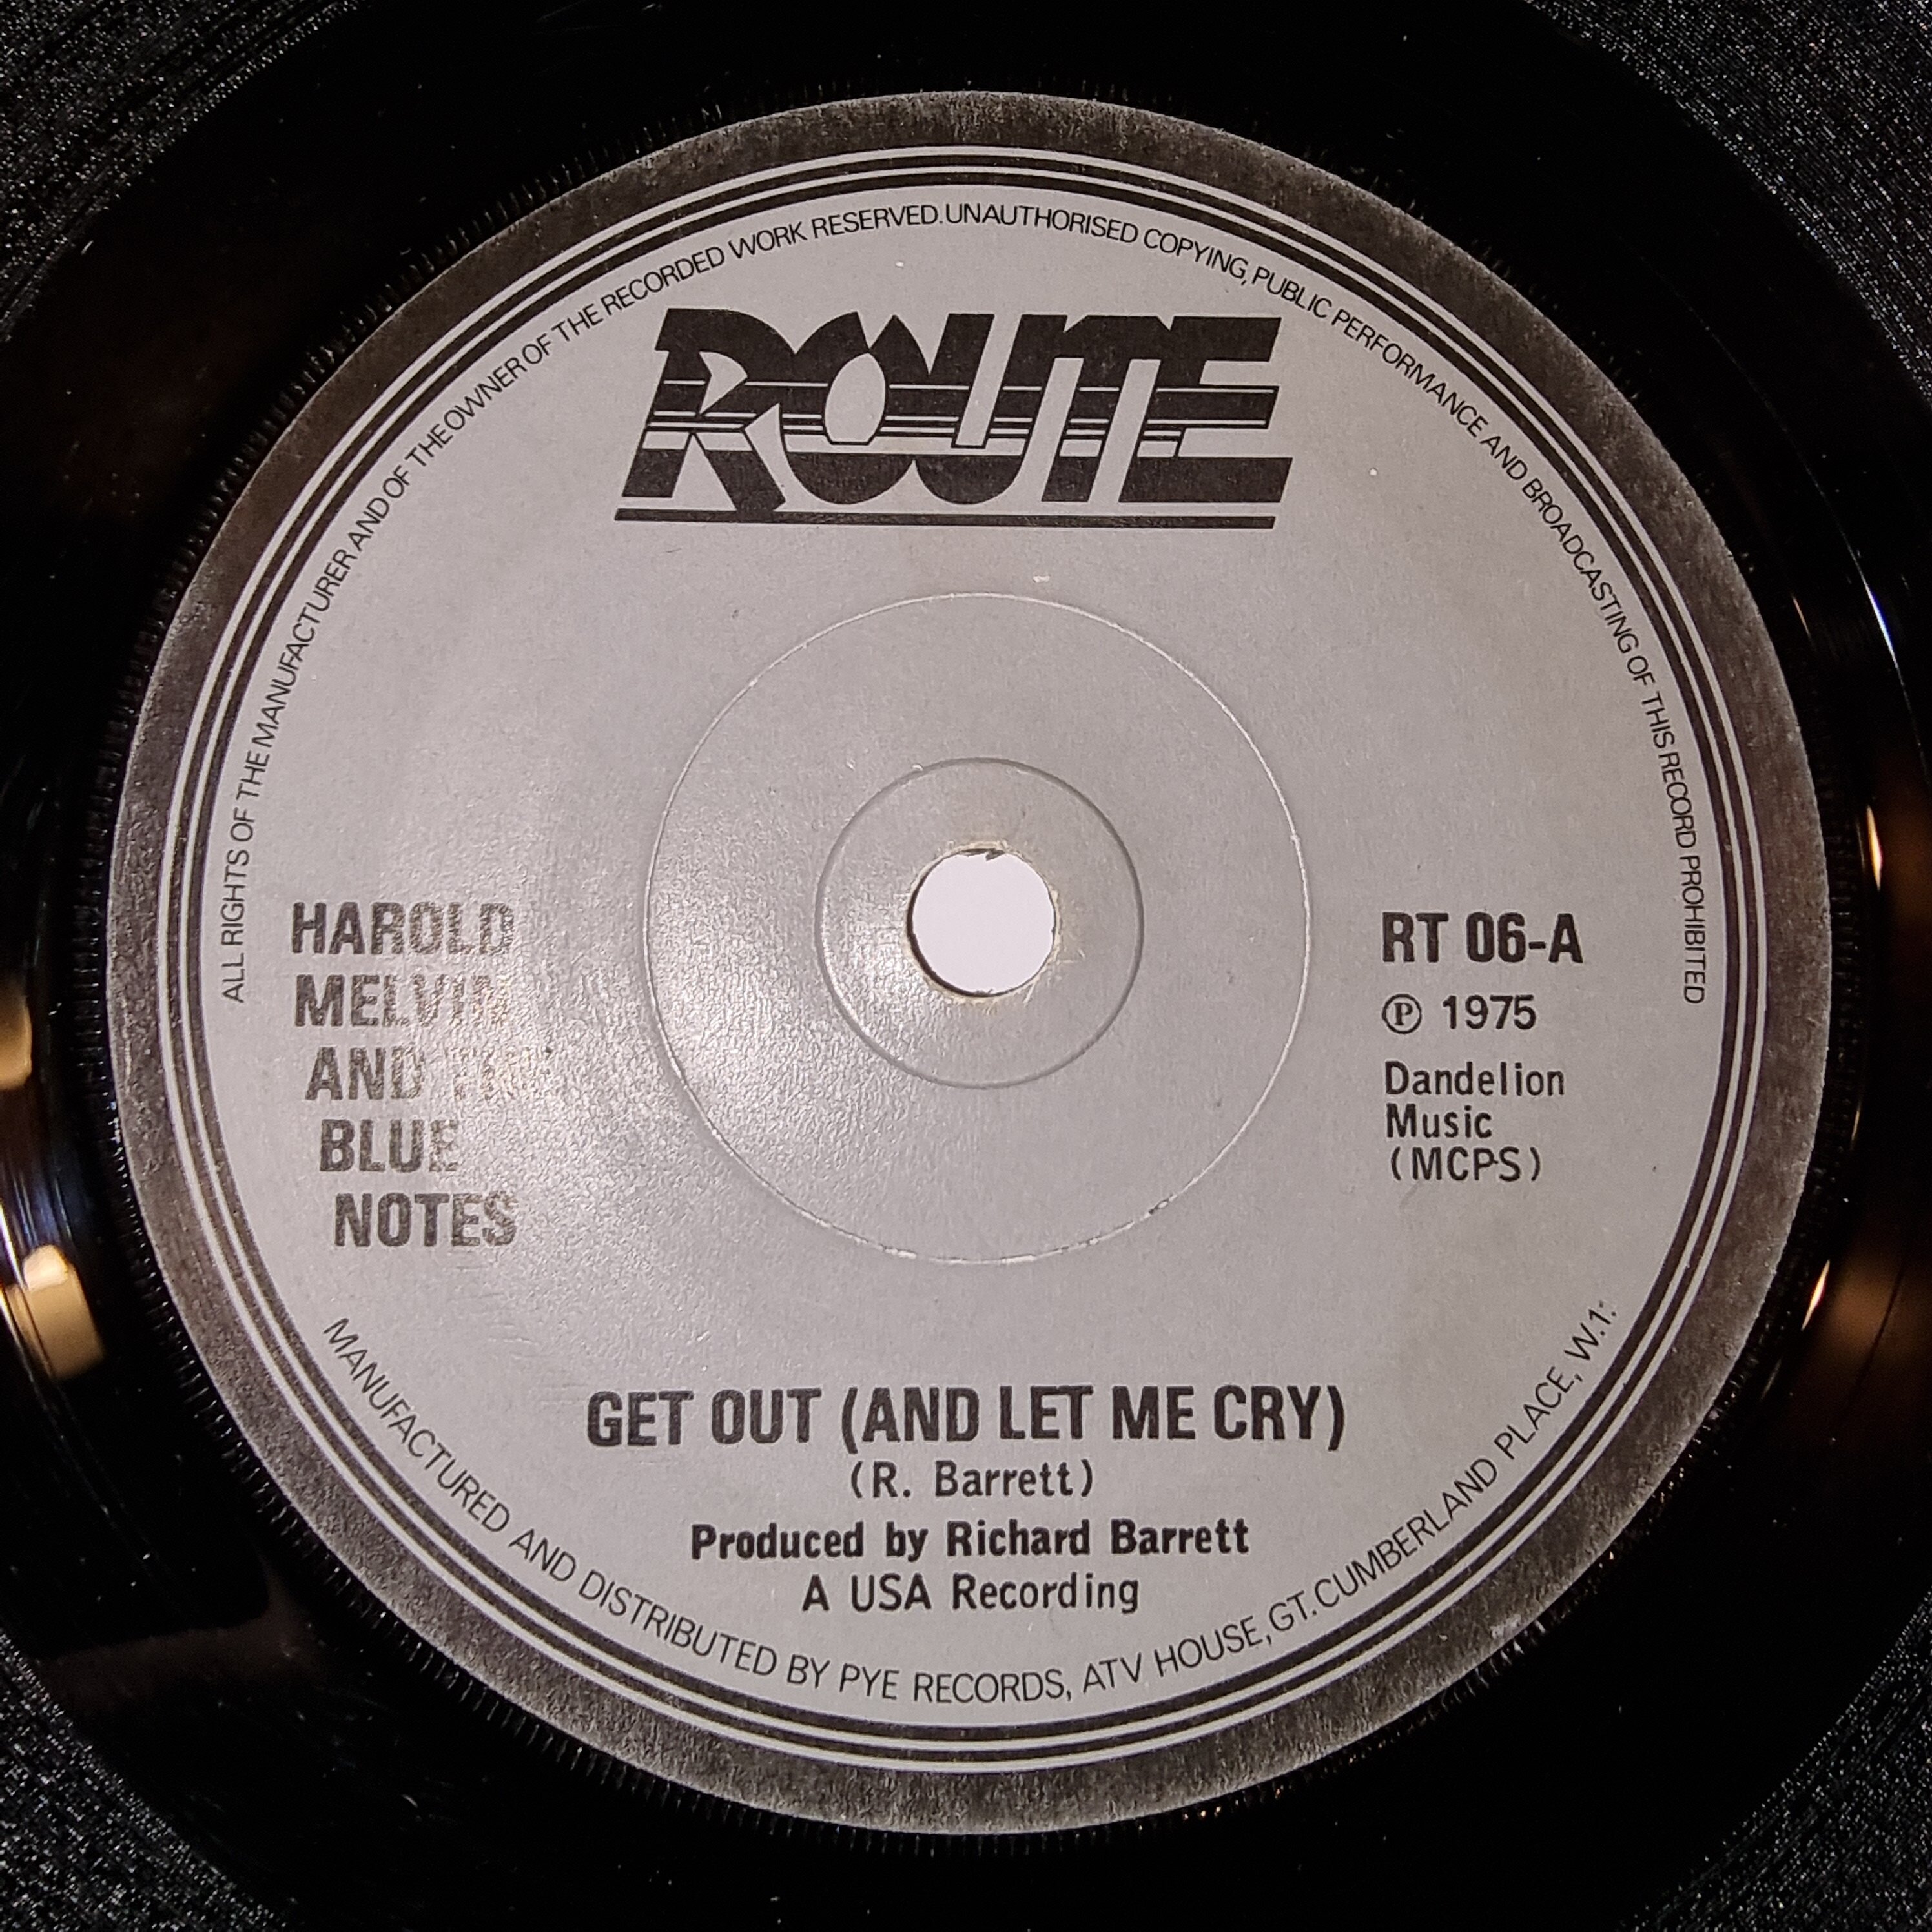 ALL RIGHTS OF THE MANUFACTURER AND OF THE OWNER OF THE RECORDED WORK RESERVED. UNAUTHORISED COPYING, PUBLIC PERFORMANCE AND BROADCASTING OF THIS RECORD PROHIBITED
ROUTE
HAROLD
MELVIN
AND THE
BLUE
NOTES
RT 06-A
℗ 1975
Dandelion
Music
(MCPS)
GET OUT (AND LET ME CRY)
(R. Barrett)
Produced by Richard Barrett
A USA Recording
MANUFACTURED AND DISTRIBUTED BY PYE RECORDS, ATV HOUSE, GT. CUMBERLAND PLACE, W.1.